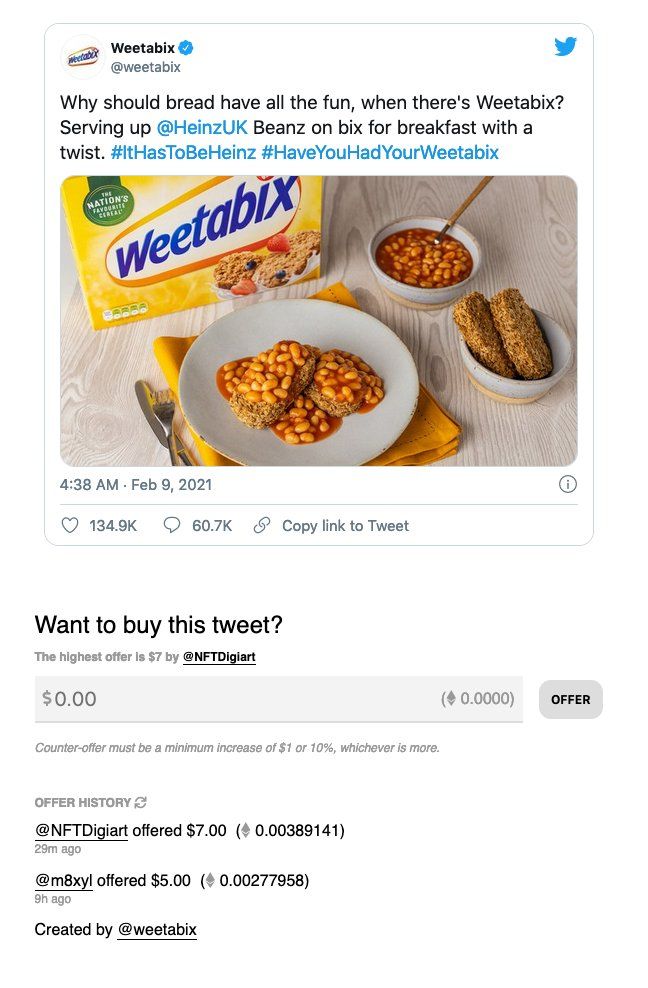 Weetabix
@weetabix
Why should bread have all the fun, when there's Weetabix?
Serving up @HeinzUK Beanz on bix for breakfast with a
twist. #ItHasToBeHeinz #HaveYouHadYourWeetabix
THE
NATION'S
FAVOURITE
CEREAL*
Weetabix
4:38 AM · Feb 9, 2021
134.9K 60.7K Copy link to Tweet
Want to buy this tweet?
The highest offer is $7 by @NFTDigiart
$0.00 (0.0000) OFFER
Counter-offer must be a minimum increase of $1 or 10%, whichever is more.
OFFER HISTORY
@NFTDigiart offered $7.00 (0.00389141)
29m ago
@m8xyl offered $5.00 (0.00277958)
9h ago
Created by @weetabix